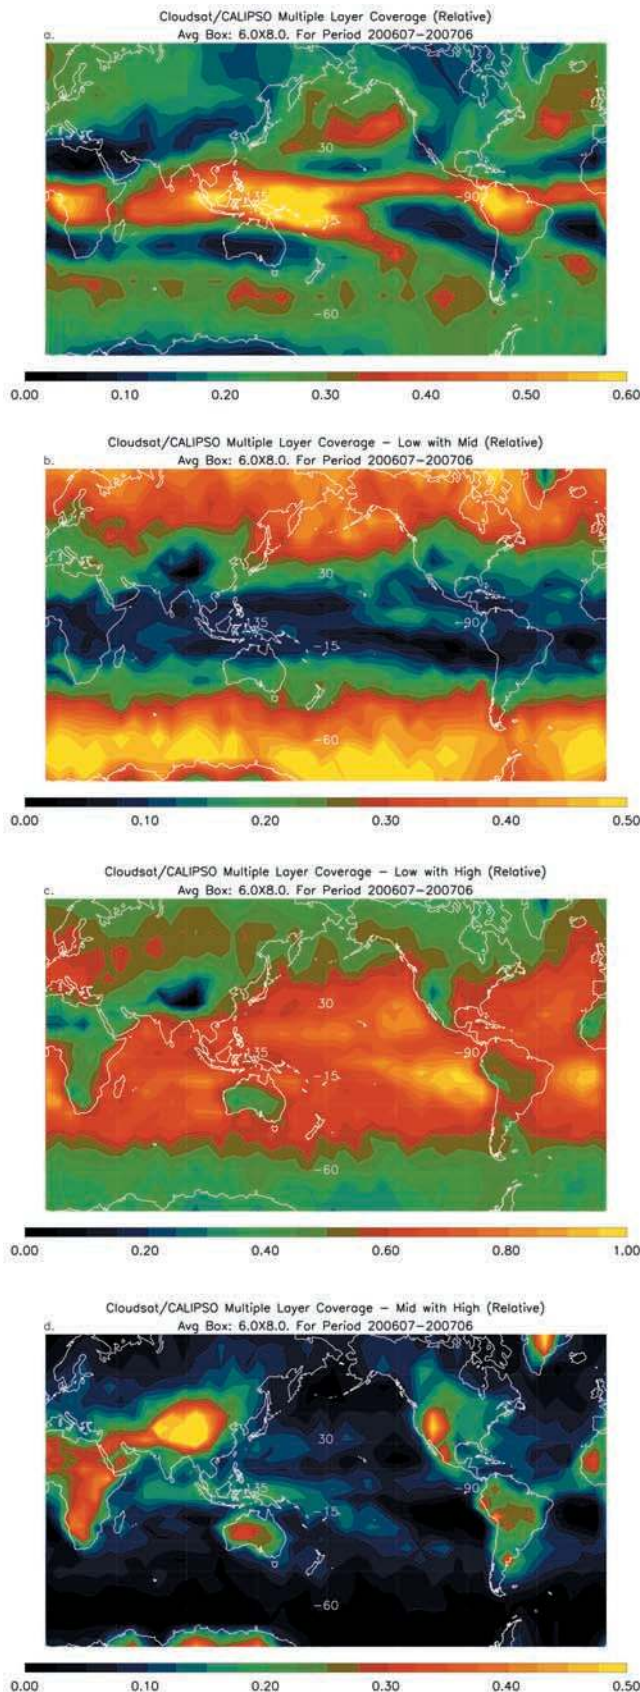 Cloudsat/CALIPSO Multiple Layer Coverage (Relative)
a. Avg Box: 6.0X8.0. For Period 200607-200706
30
135
-90
-15
-60
0.00 0.10 0.20 0.30 0.40 0.50 0.60
Cloudsat/CALIPSO Multiple Layer Coverage - Low with Mid (Relative)
b. Avg Box: 6.0X8.0. For Period 200607-200706
30
135
-90
-15
-60
0.00 0.10 0.20 0.30 0.40 0.50
Cloudsat/CALIPSO Multiple Layer Coverage - Low with High (Relative)
c. Avg Box: 6.0X8.0. For Period 200607-200706
30
135
-90
-15
-60
0.00 0.20 0.40 0.60 0.80 1.00
Cloudsat/CALIPSO Multiple Layer Coverage - Mid with High (Relative)
d. Avg Box: 6.0X8.0. For Period 200607-200706
30
135
-90
-15
-60
0.00 0.10 0.20 0.30 0.40 0.50